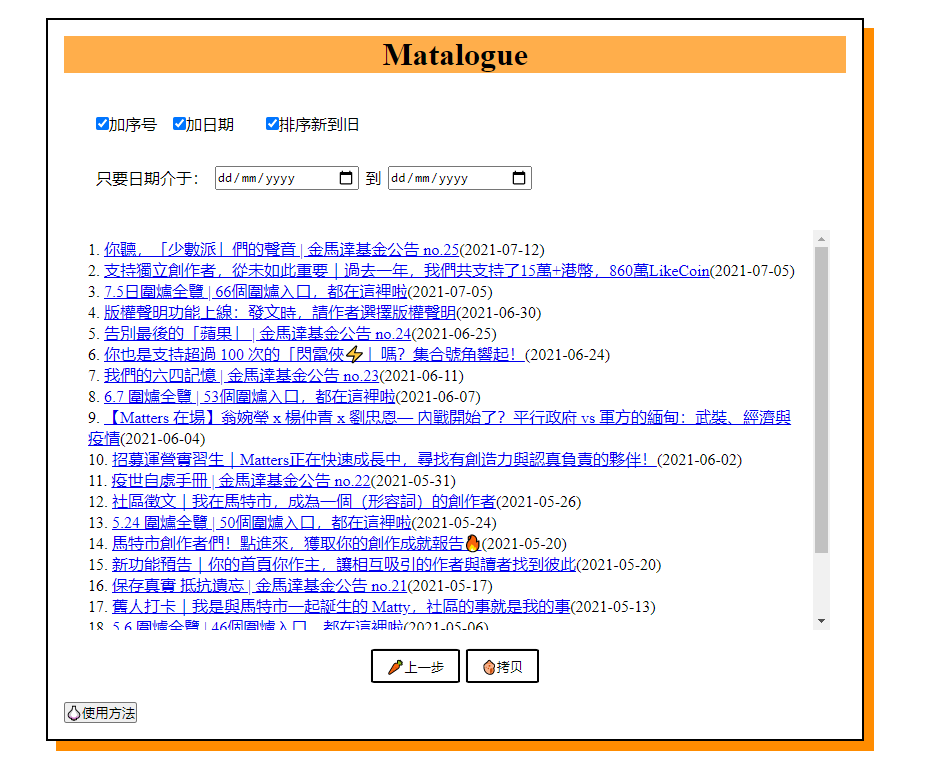 Matalogue
加序号 加日期 排序新到旧
只要日期介于： dd/mm/yyyy 到 dd/mm/yyyy
1. 你聽，「少數派」們的聲音 | 金馬達基金公告 no.25(2021-07-12)
2. 支持獨立創作者，從未如此重要｜過去一年，我們共支持了15萬+港幣，860萬LikeCoin(2021-07-05)
3. 7.5日圍爐全覽 | 66個圍爐入口，都在這裡啦(2021-07-05)
4. 版權聲明功能上線：發文時，請作者選擇版權聲明(2021-06-30)
5. 告別最後的「蘋果」 | 金馬達基金公告 no.24(2021-06-25)
6. 你也是支持超過 100 次的「閃電俠⚡」嗎？集合號角響起！(2021-06-24)
7. 我們的六四記憶 | 金馬達基金公告 no.23(2021-06-11)
8. 6.7 圍爐全覽 | 53個圍爐入口，都在這裡啦(2021-06-07)
9. 【Matters 在場】翁婉瑩 x 楊仲青 x 劉忠恩— 內戰開始了？平行政府 vs 軍方的緬甸：武裝、經濟與
疫情(2021-06-04)
10. 招募運營實習生｜Matters正在快速成長中，尋找有創造力與認真負責的夥伴！(2021-06-02)
11. 疫世自處手冊 | 金馬達基金公告 no.22(2021-05-31)
12. 社區徵文｜我在馬特市，成為一個（形容詞）的創作者(2021-05-26)
13. 5.24 圍爐全覽 | 50個圍爐入口，都在這裡啦(2021-05-24)
14. 馬特市創作者們！點進來，獲取你的創作成就報告🔥(2021-05-20)
15. 新功能預告｜你的首頁你作主，讓相互吸引的作者與讀者找到彼此(2021-05-20)
16. 保存真實 抵抗遺忘 | 金馬達基金公告 no.21(2021-05-17)
17. 舊人打卡｜我是與馬特市一起誕生的 Matty，社區的事就是我的事(2021-05-13)
18. 5.6 圍爐全覽 | 46個圍爐入口，都在這裡啦(2021-05-06)
上一步 拷贝
使用方法